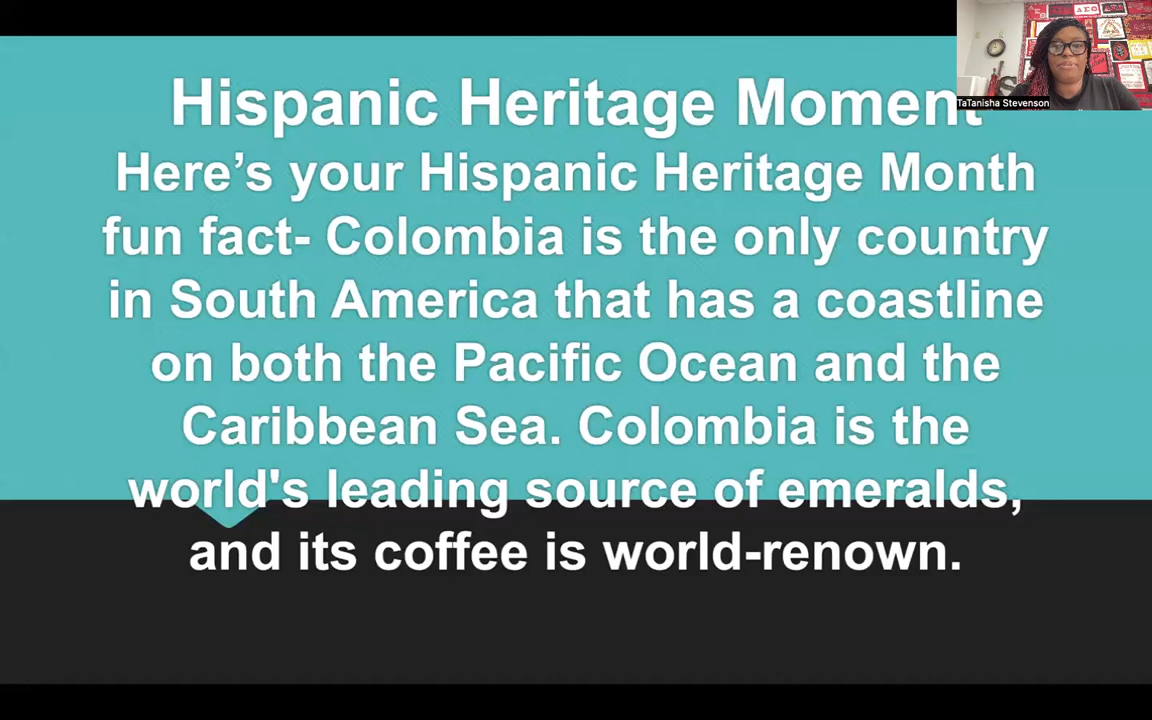 Hispanic Heritage Moment
Here’s your Hispanic Heritage Month
fun fact- Colombia is the only country
in South America that has a coastline
on both the Pacific Ocean and the
Caribbean Sea. Colombia is the
world's leading source of emeralds,
and its coffee is world-renown.
TaTanisha Stevenson